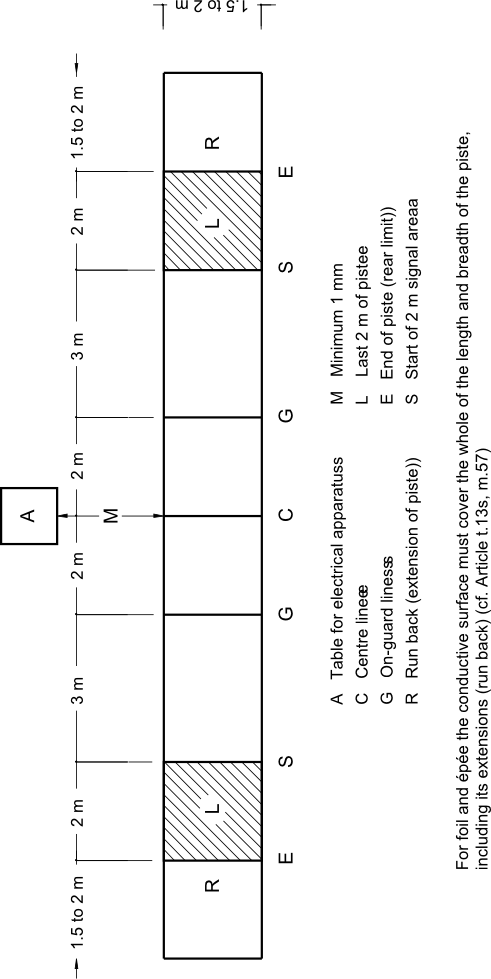 1.5 to 2 m
2 m
3 m
2 m
2 m
3 m
2 m
1.5 to 2 m
A
M
1.5 to 2 m
R
L
L
R
E
S
G
C
G
S
E
A Table for electrical apparatuss
C Centre linee
G On-guard liness
R Run back (extension of piste))
M Minimum 1 mm
L Last 2 m of pistee
E End of piste (rear limit))
S Start of 2 m signal areaa
For foil and épée the conductive surface must cover the whole of the length and breadth of the piste,
including its extensions (run back) (cf. Article t.13s, m.57)